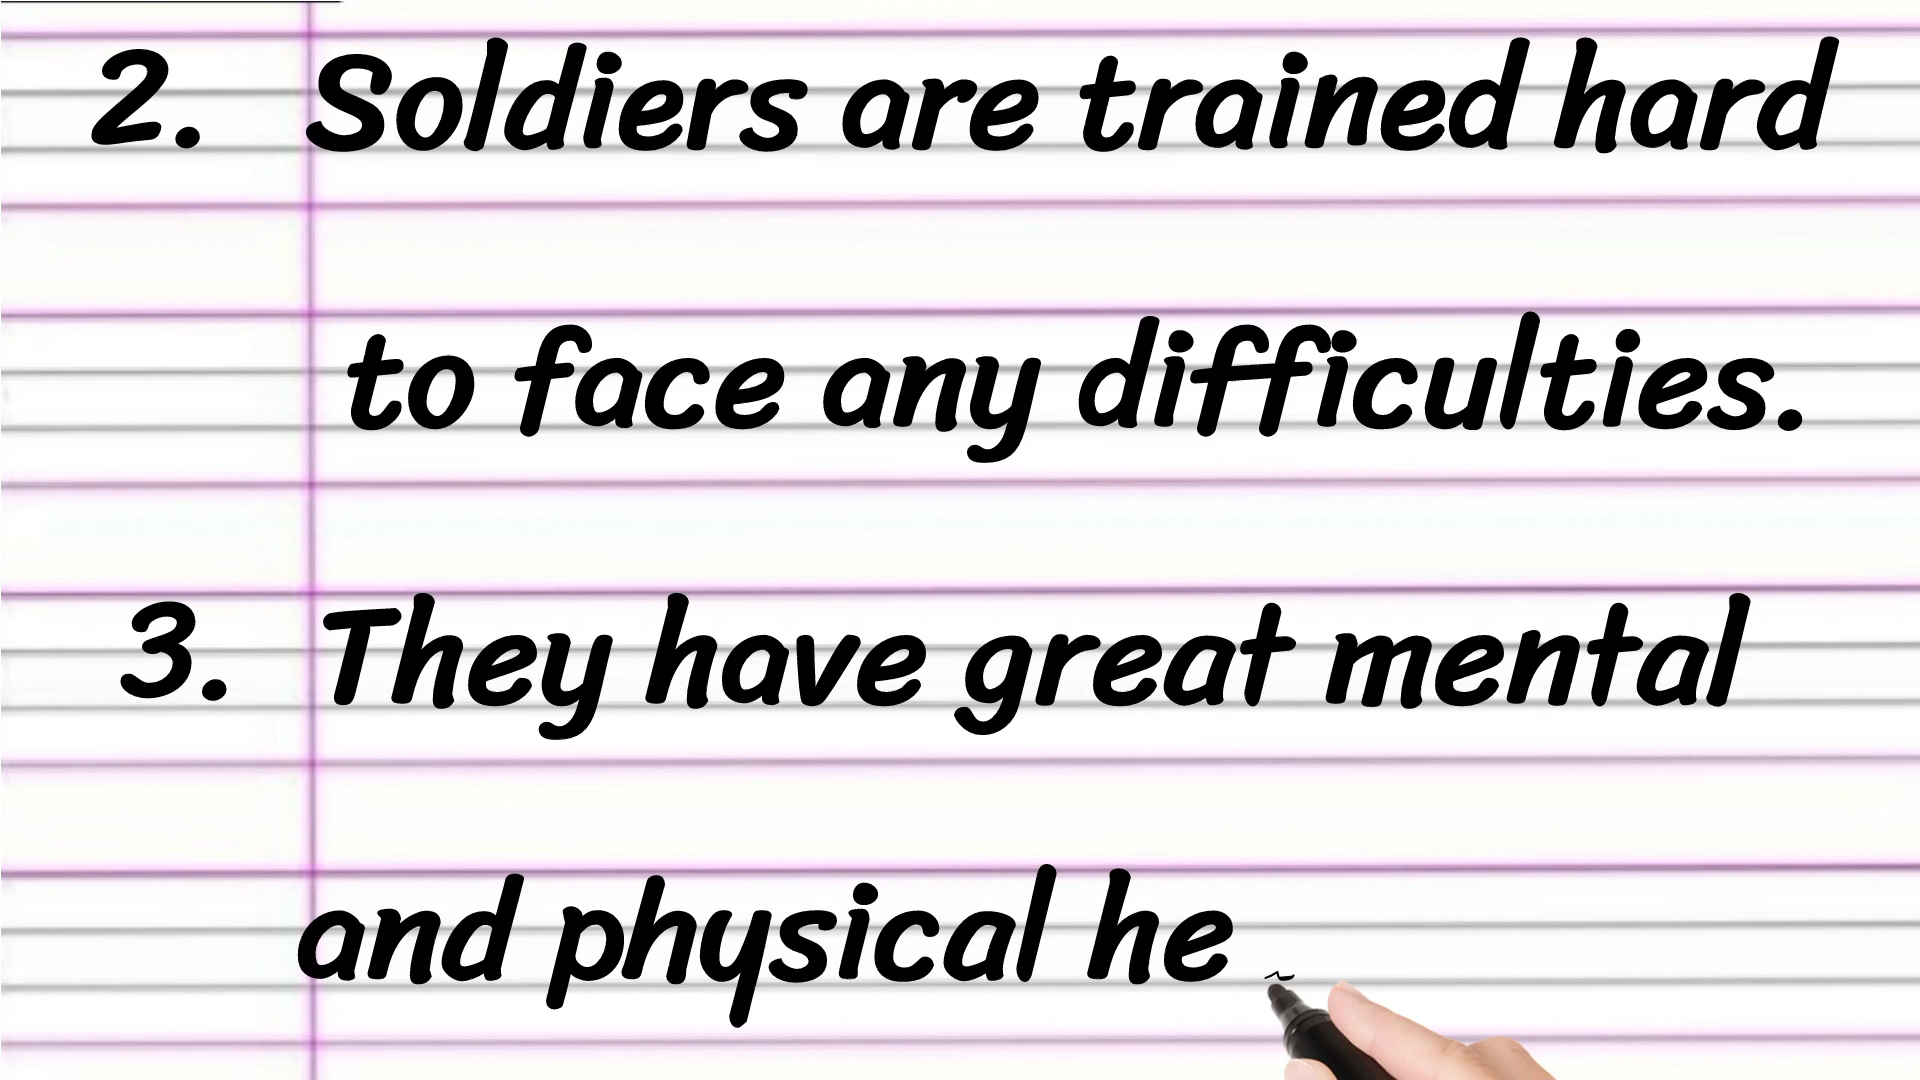 2. Soldiers are trained hard
to face any difficulties.
3. They have great mental
and physical he